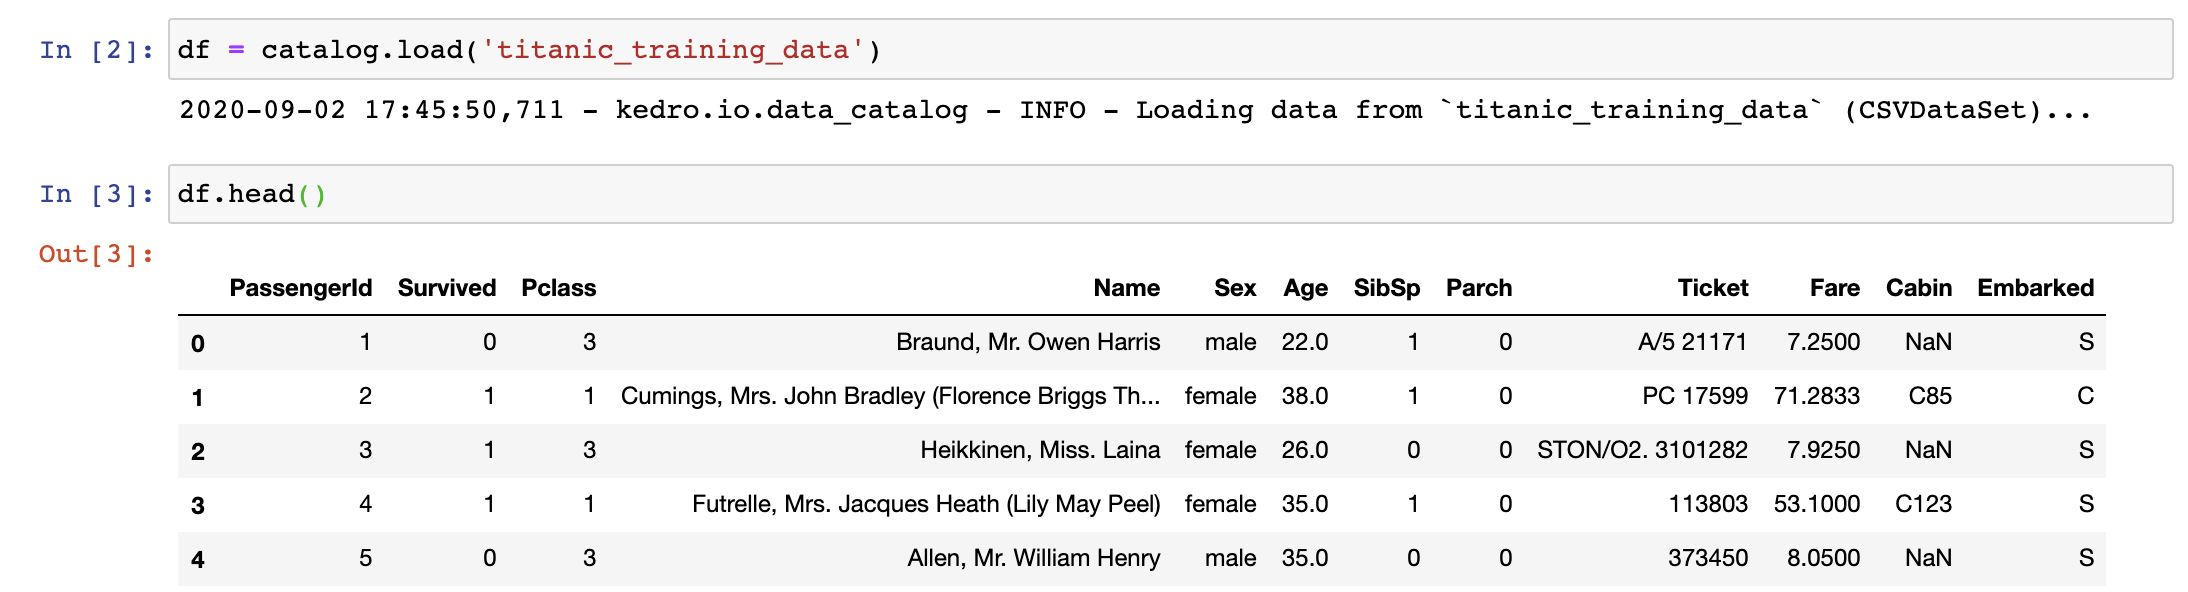 In [2]: df = catalog.load('titanic_training_data')
2020-09-02 17:45:50,711 - kedro.io.data_catalog - INFO - Loading data from `titanic_training_data` (CSVDataSet)...
In [3]: df.head()
Out[3]:
PassengerId Survived Pclass Name Sex Age SibSp Parch Ticket Fare Cabin Embarked
0 1 0 3 Braund, Mr. Owen Harris male 22.0 1 0 A/5 21171 7.2500 NaN S
1 2 1 1 Cumings, Mrs. John Bradley (Florence Briggs Th... female 38.0 1 0 PC 17599 71.2833 C85 C
2 3 1 3 Heikkinen, Miss. Laina female 26.0 0 0 STON/O2. 3101282 7.9250 NaN S
3 4 1 1 Futrelle, Mrs. Jacques Heath (Lily May Peel) female 35.0 1 0 113803 53.1000 C123 S
4 5 0 3 Allen, Mr. William Henry male 35.0 0 0 373450 8.0500 NaN S